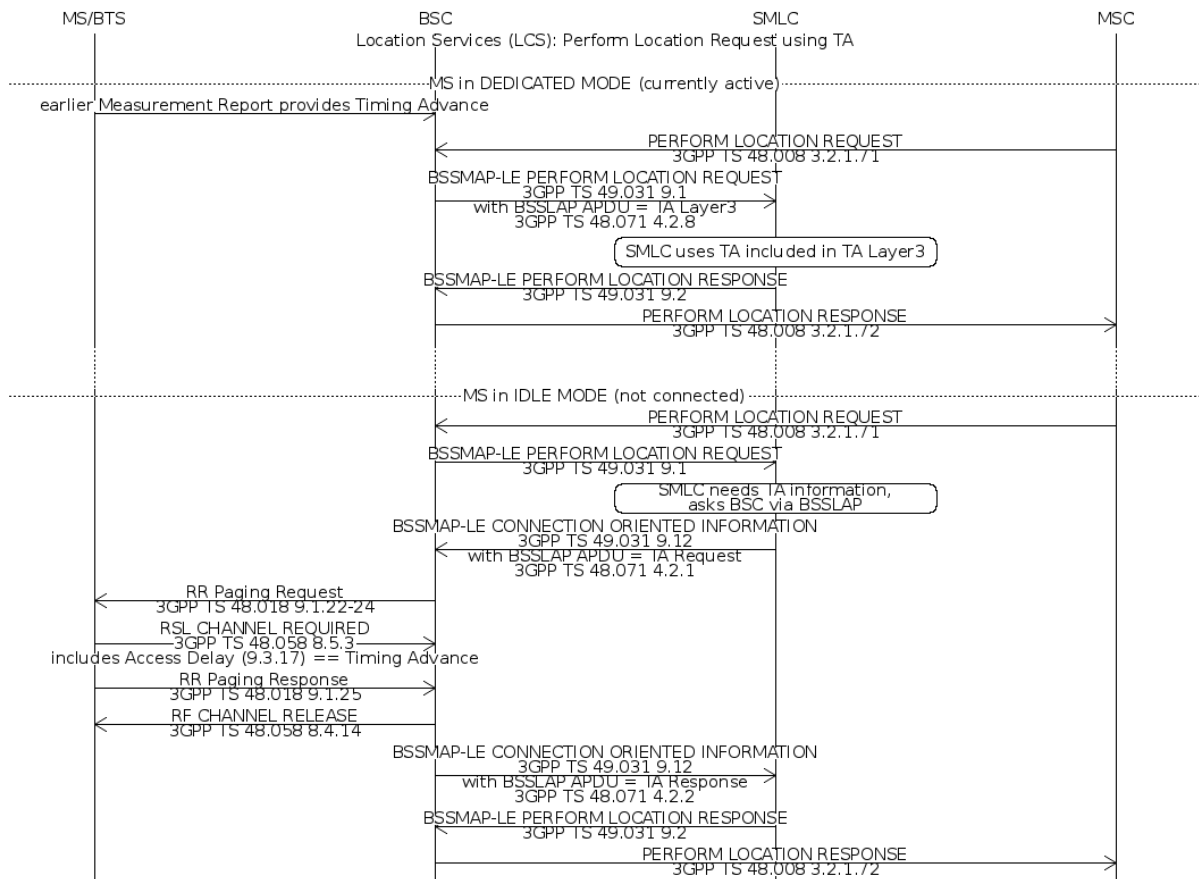 MS/BTS BSC SMLC MSC
Location Services (LCS): Perform Location Request using TA
MS in DEDICATED MODE (currently active)
earlier Measurement Report provides Timing Advance
PERFORM LOCATION REQUEST
3GPP TS 48.008 3.2.1.71
BSSMAP-LE PERFORM LOCATION REQUEST
3GPP TS 49.031 9.1
with BSSLAP APDU = TA Layer3
3GPP TS 48.071 4.2.8
SMLC uses TA included in TA Layer3
BSSMAP-LE PERFORM LOCATION RESPONSE
3GPP TS 49.031 9.2
PERFORM LOCATION RESPONSE
3GPP TS 48.008 3.2.1.72
MS in IDLE MODE (not connected)
PERFORM LOCATION REQUEST
3GPP TS 48.008 3.2.1.71
BSSMAP-LE PERFORM LOCATION REQUEST
3GPP TS 49.031 9.1
SMLC needs TA information,
asks BSC via BSSLAP
BSSMAP-LE CONNECTION ORIENTED INFORMATION
3GPP TS 49.031 9.12
with BSSLAP APDU = TA Request
3GPP TS 48.071 4.2.1
RR Paging Request
3GPP TS 48.018 9.1.22-24
RSL CHANNEL REQUIRED
3GPP TS 48.058 8.5.3
includes Access Delay (9.3.17) == Timing Advance
RR Paging Response
3GPP TS 48.018 9.1.25
RF CHANNEL RELEASE
3GPP TS 48.058 8.4.14
BSSMAP-LE CONNECTION ORIENTED INFORMATION
3GPP TS 49.031 9.12
with BSSLAP APDU = TA Response
3GPP TS 48.071 4.2.2
BSSMAP-LE PERFORM LOCATION RESPONSE
3GPP TS 49.031 9.2
PERFORM LOCATION RESPONSE
3GPP TS 48.008 3.2.1.72